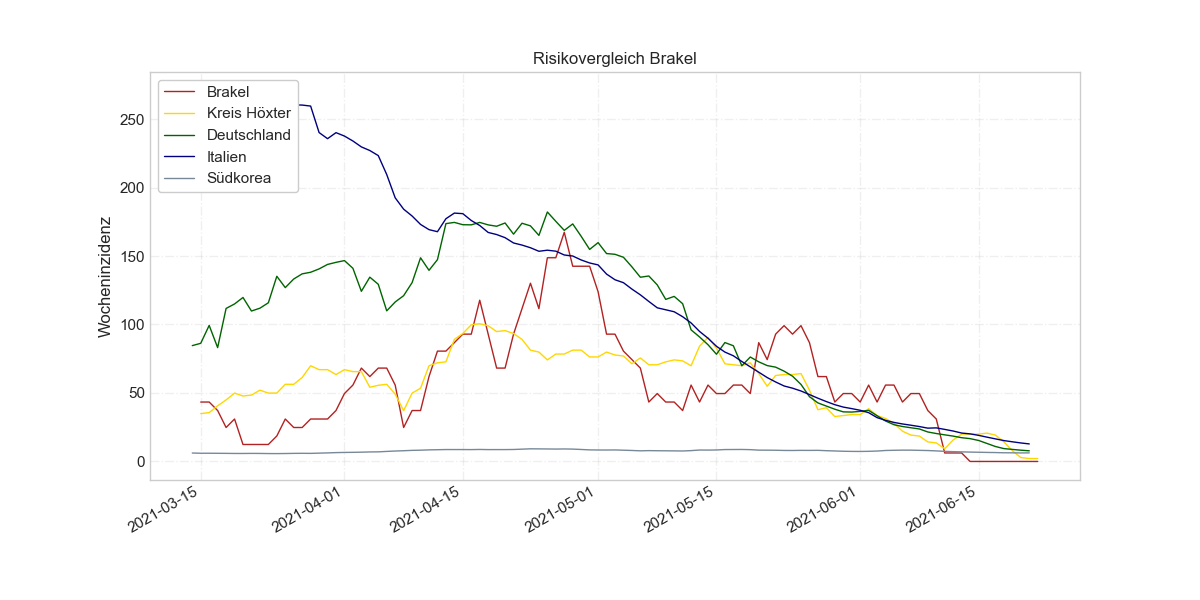 Risikovergleich Brakel
Brakel
Kreis Höxter
Deutschland
Italien
Südkorea
Wocheninzidenz
250
200
150
100
50
0
2021-03-15
2021-04-01
2021-04-15
2021-05-01
2021-05-15
2021-06-01
2021-06-15